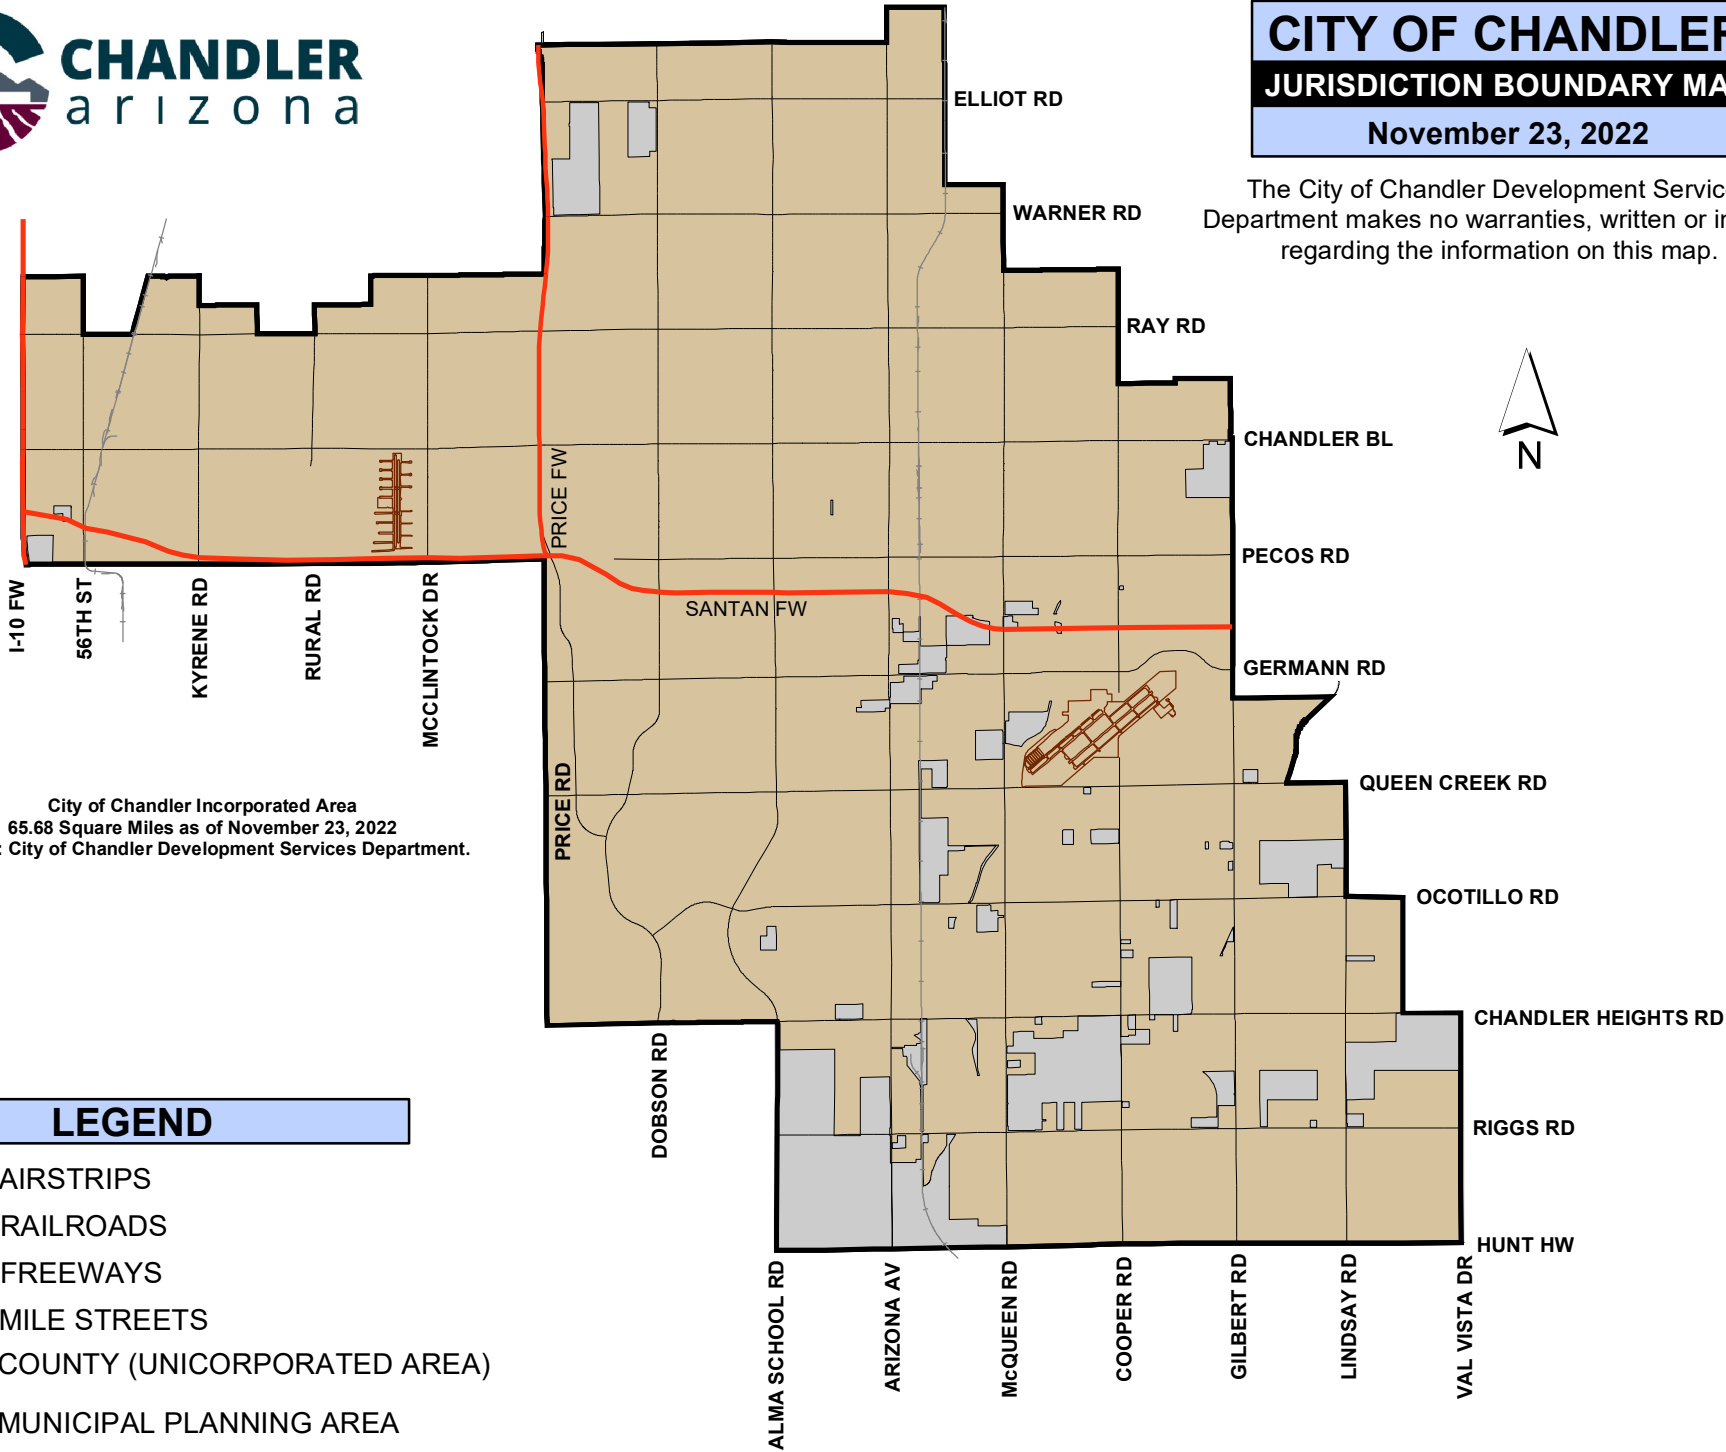 CHANDLER
arizona
CITY OF CHANDLER
JURISDICTION BOUNDARY MA
November 23, 2022
The City of Chandler Development Servic
Department makes no warranties, written or i
regarding the information on this map.
ELLIOT RD
WARNER RD
RAY RD
CHANDLER BL
N
PRICE FW
PECOS RD
SANTAN FW
GERMANN RD
I-10 FW
56TH ST
KYRENE RD
RURAL RD
MCCLINTOCK DR
PRICE RD
QUEEN CREEK RD
City of Chandler Incorporated Area
65.68 Square Miles as of November 23, 2022
: City of Chandler Development Services Department.
OCOTILLO RD
CHANDLER HEIGHTS RD
DOBSON RD
RIGGS RD
HUNT HW
LEGEND
AIRSTRIPS
RAILROADS
FREEWAYS
MILE STREETS
COUNTY (UNICORPORATED AREA)
MUNICIPAL PLANNING AREA
ALMA SCHOOL RD
ARIZONA AV
McQUEEN RD
COOPER RD
GILBERT RD
LINDSAY RD
VAL VISTA DR